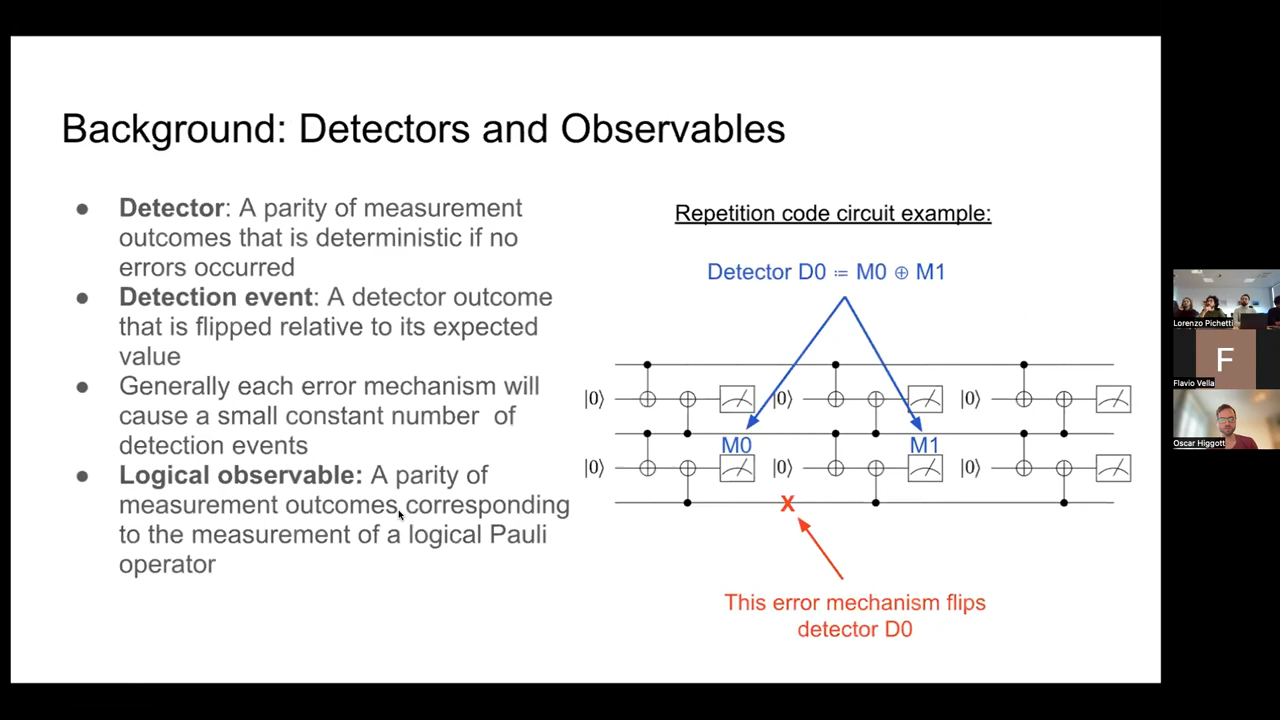 Background: Detectors and Observables
● Detector: A parity of measurement
outcomes that is deterministic if no
errors occurred
● Detection event: A detector outcome
that is flipped relative to its expected
value
● Generally each error mechanism will
cause a small constant number of
detection events
● Logical observable: A parity of
measurement outcomes corresponding
to the measurement of a logical Pauli
operator
Repetition code circuit example:
Detector D0 ≔ M0 ⊕ M1
|0⟩ |0⟩ |0⟩
M0 M1
|0⟩ |0⟩ |0⟩
X
This error mechanism flips
detector D0
Lorenzo Pichetti
F
Flavio Vella
Oscar Higgott